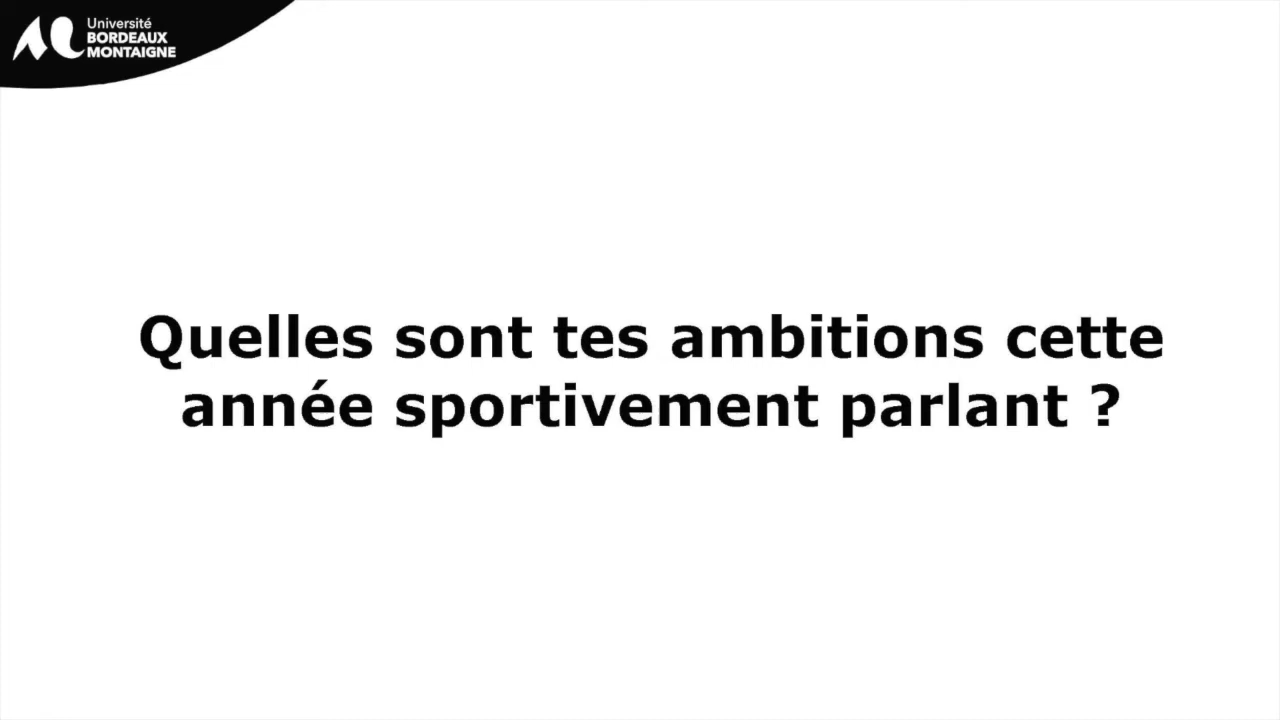 Université
BORDEAUX
MONTAIGNE
Quelles sont tes ambitions cette
année sportivement parlant ?